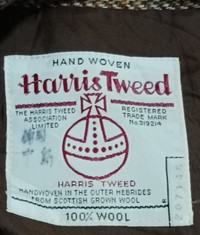 HAND WOVEN
Harris Tweed
THE HARRIS TWEED
ASSOCIATION
LIMITED
REGISTERED
TRADE MARK
No.319214
HARRIS TWEED
HANDWOVEN IN THE OUTER HEBRIDES
FROM SCOTTISH GROWN WOOL
100% WOOL